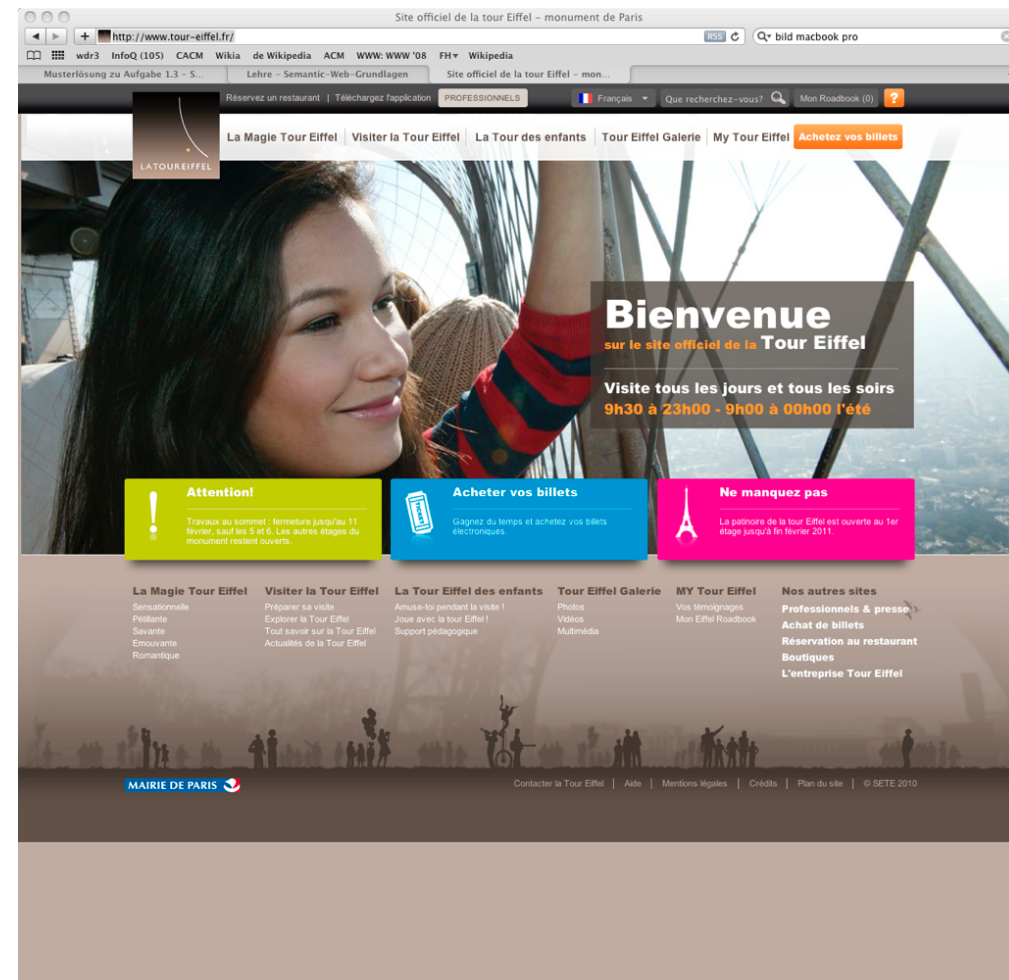 Site officiel de la tour Eiffel – monument de Paris
http://www.tour-eiffel.fr/
RSS
bild macbook pro
wdr3 InfoQ (105) CACM Wikia de Wikipedia ACM WWW: WWW '08 FH Wikipedia
Musterlösung zu Aufgabe 1.3 – S...
Lehre – Semantic-Web-Grundlagen
Site officiel de la tour Eiffel – mon...
Réservez un restaurant | Téléchargez l'application
PROFESSIONNELS
Français
Que recherchez-vous?
Mon Roadbook (0)
?
LATOUREIFFEL
La Magie Tour Eiffel
Visiter la Tour Eiffel
La Tour des enfants
Tour Eiffel Galerie
My Tour Eiffel
Achetez vos billets
Bienvenue
sur le site officiel de la Tour Eiffel
Visite tous les jours et tous les soirs
9h30 à 23h00 - 9h00 à 00h00 l'été
!
Attention!
Travaux au sommet : fermeture jusqu'au 11
février, sauf les 5 et 6. Les autres étages du
monument restent ouverts.
TICKET
Acheter vos billets
Gagnez du temps et achetez vos billets
électroniques.
Ne manquez pas
La patinoire de la tour Eiffel est ouverte au 1er
étage jusqu'à fin février 2011.
La Magie Tour Eiffel
Sensationnelle
Pétillante
Savante
Emouvante
Romantique
Visiter la Tour Eiffel
Préparer sa visite
Explorer la Tour Eiffel
Tout savoir sur la Tour Eiffel
Actualités de la Tour Eiffel
La Tour Eiffel des enfants
Amuse-toi pendant la visite !
Joue avec la tour Eiffel !
Support pédagogique
Tour Eiffel Galerie
Photos
Vidéos
Multimédia
MY Tour Eiffel
Vos témoignages
Mon Eiffel Roadbook
Nos autres sites
Professionnels & presse
Achat de billets
Réservation au restaurant
Boutiques
L'entreprise Tour Eiffel
MAIRIE DE PARIS
Contacter la Tour Eiffel | Aide | Mentions légales | Crédits | Plan du site | © SETE 2010